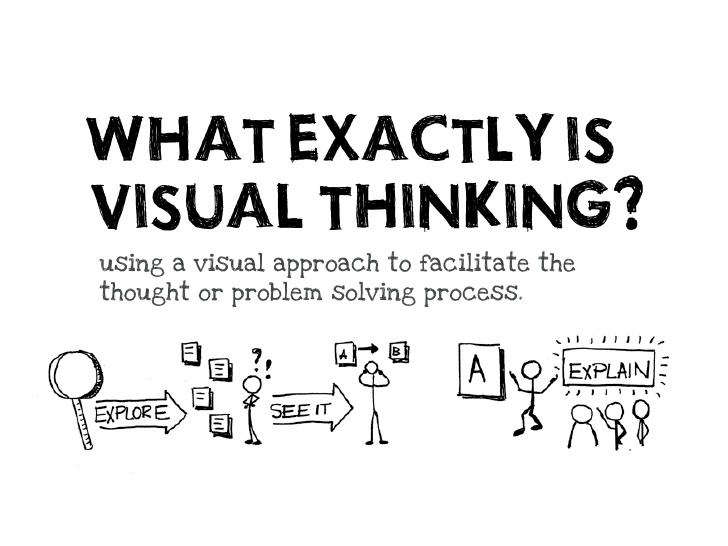 WHAT EXACTLY IS
VISUAL THINKING?
using a visual approach to facilitate the
thought or problem solving process.
EXPLORE
? !
SEE IT
A → B
A
EXPLAIN